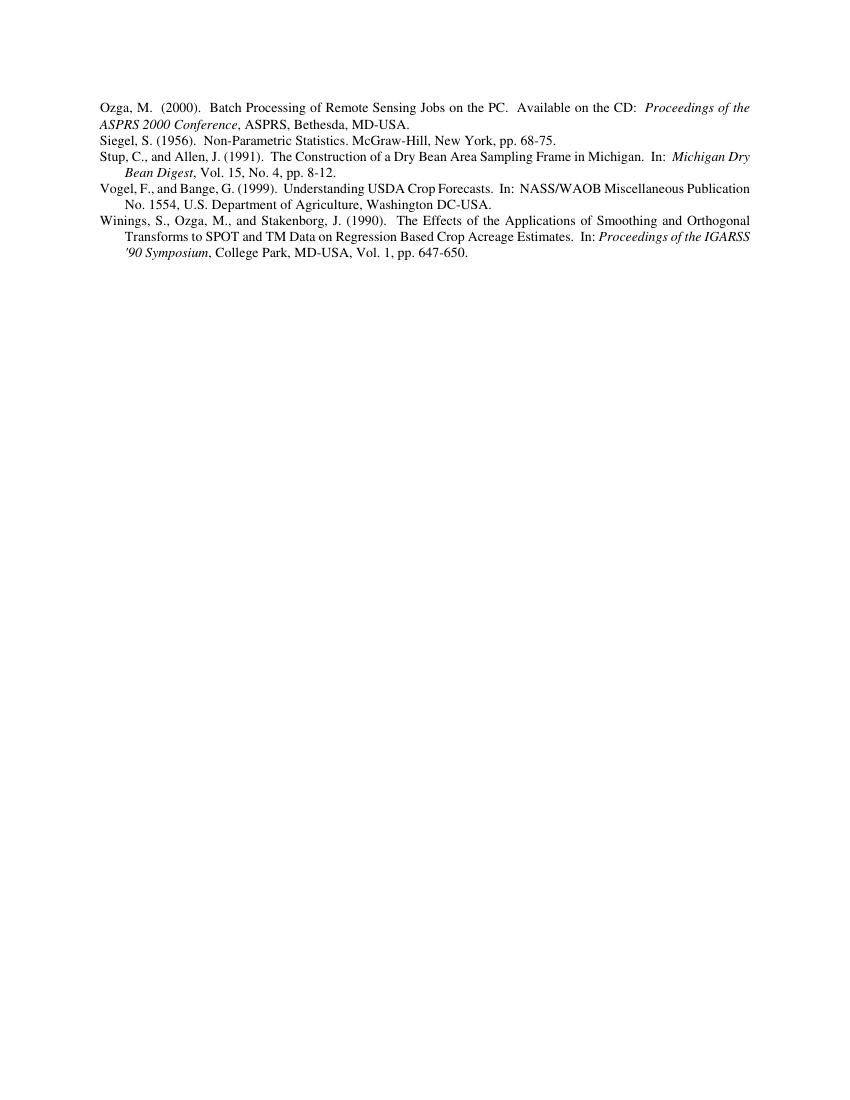 Ozga, M. (2000). Batch Processing of Remote Sensing Jobs on the PC. Available on the CD: Proceedings of the
ASPRS 2000 Conference, ASPRS, Bethesda, MD-USA.
Siegel, S. (1956). Non-Parametric Statistics. McGraw-Hill, New York, pp. 68-75.
Stup, C., and Allen, J. (1991). The Construction of a Dry Bean Area Sampling Frame in Michigan. In: Michigan Dry
Bean Digest, Vol. 15, No. 4, pp. 8-12.
Vogel, F., and Bange, G. (1999). Understanding USDA Crop Forecasts. In: NASS/WAOB Miscellaneous Publication
No. 1554, U.S. Department of Agriculture, Washington DC-USA.
Winings, S., Ozga, M., and Stakenborg, J. (1990). The Effects of the Applications of Smoothing and Orthogonal
Transforms to SPOT and TM Data on Regression Based Crop Acreage Estimates. In: Proceedings of the IGARSS
'90 Symposium, College Park, MD-USA, Vol. 1, pp. 647-650.